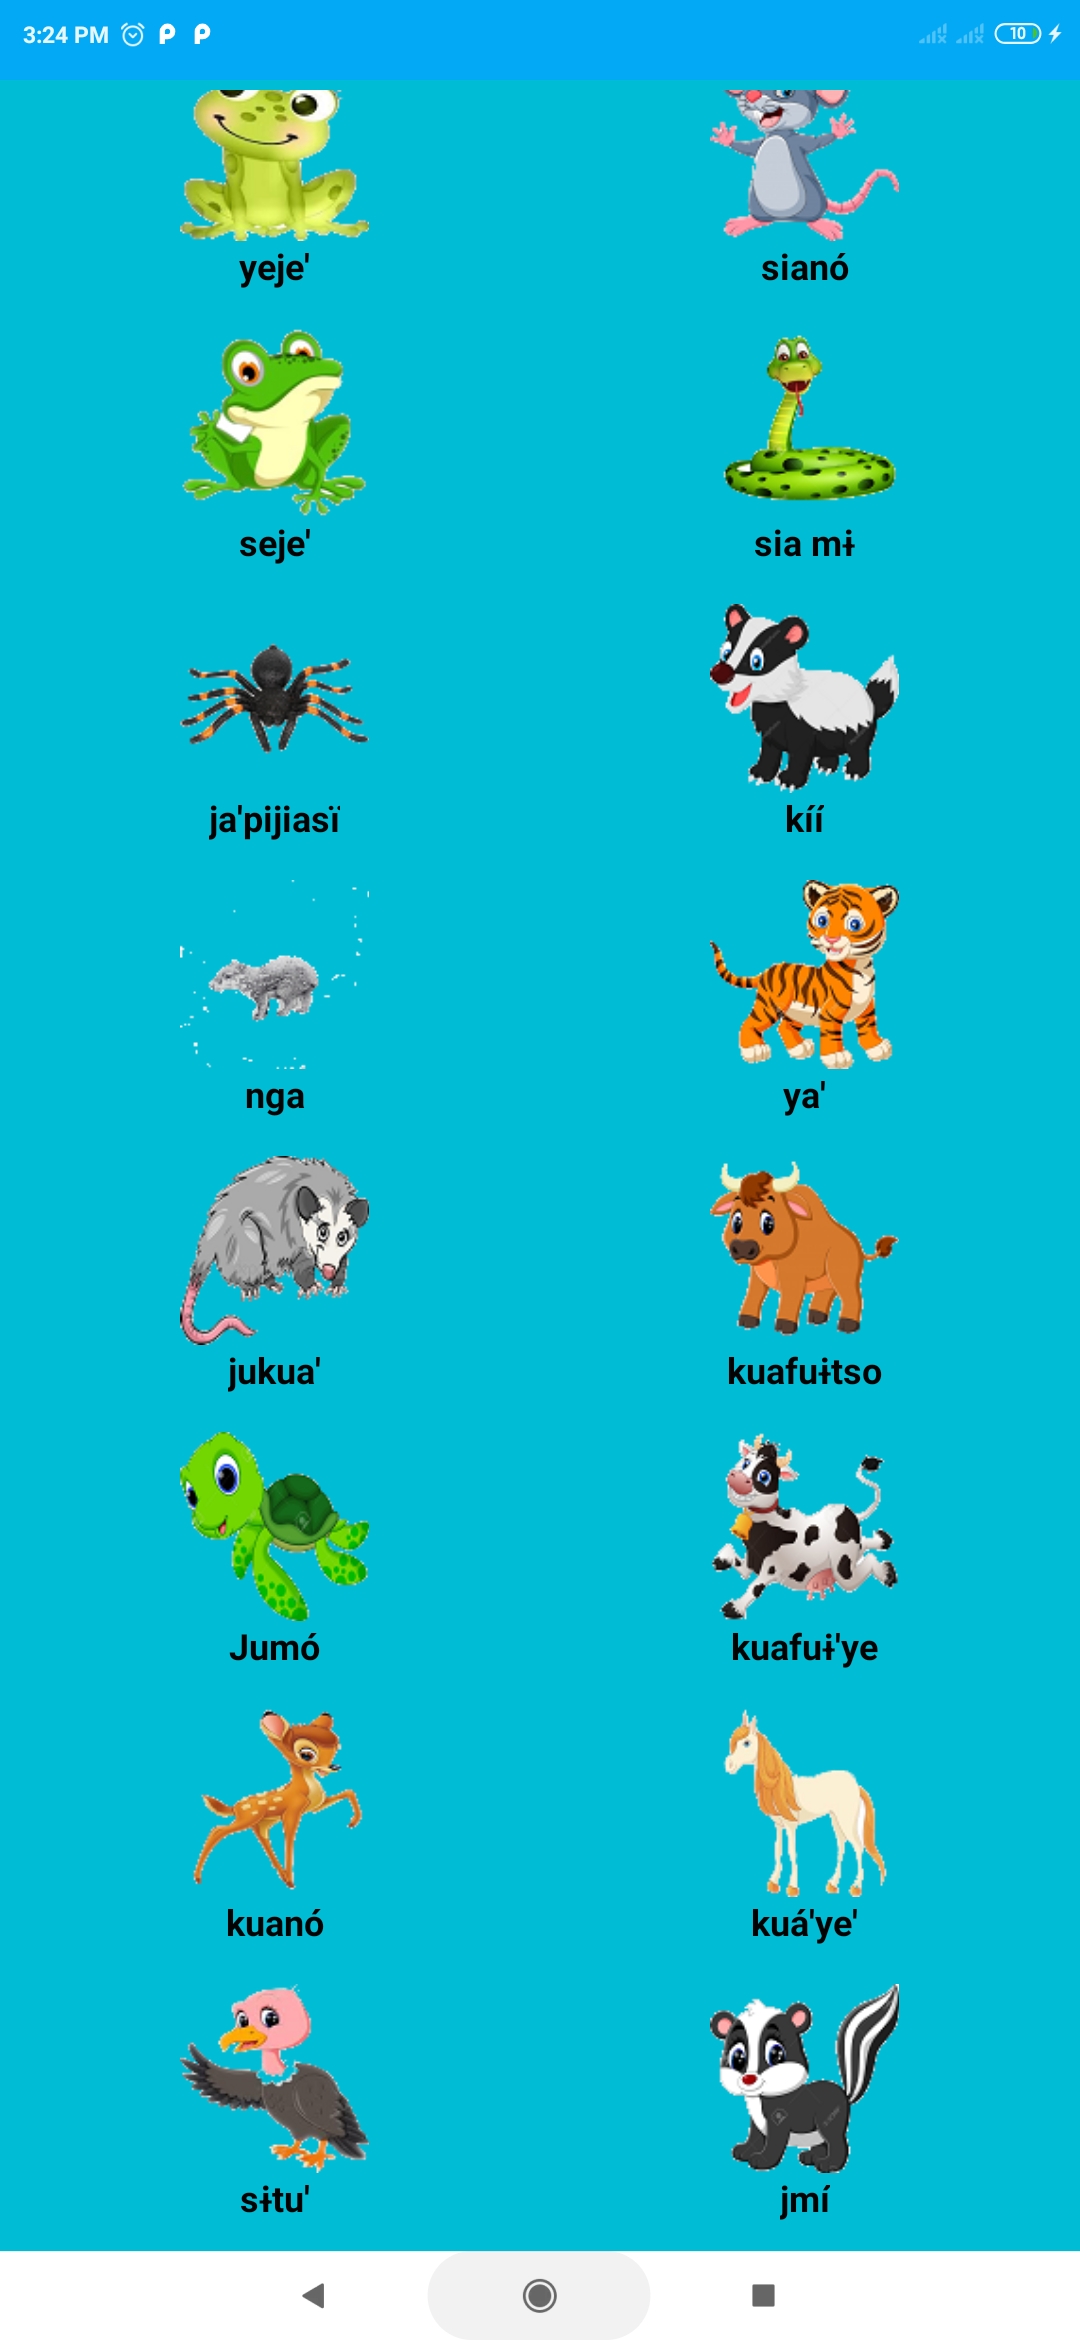 3:24 PM
10
yeje'
sianó
seje'
sia mɨ
ja'pijiasï
kíí
nga
ya'
jukua'
kuafuɨtso
Jumó
kuafuɨ'ye
kuanó
kuá'ye'
sɨtu'
jmí